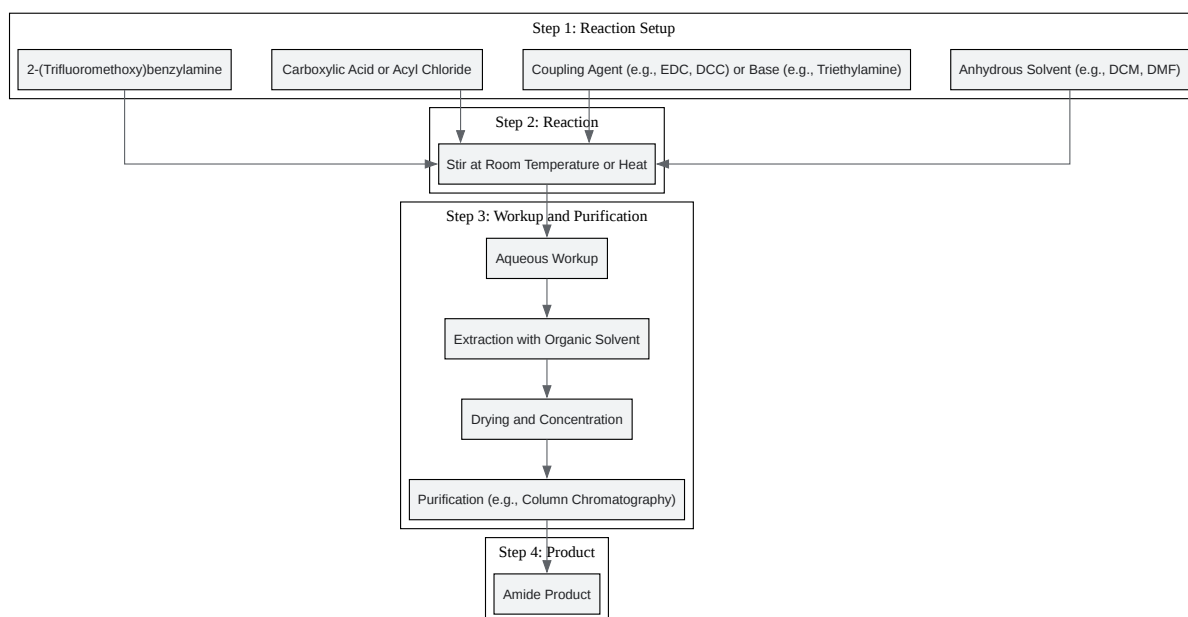 Step 1: Reaction Setup
2-(Trifluoromethoxy)benzylamine
Carboxylic Acid or Acyl Chloride
Coupling Agent (e.g., EDC, DCC) or Base (e.g., Triethylamine)
Anhydrous Solvent (e.g., DCM, DMF)
Step 2: Reaction
Stir at Room Temperature or Heat
Step 3: Workup and Purification
Aqueous Workup
Extraction with Organic Solvent
Drying and Concentration
Purification (e.g., Column Chromatography)
Step 4: Product
Amide Product